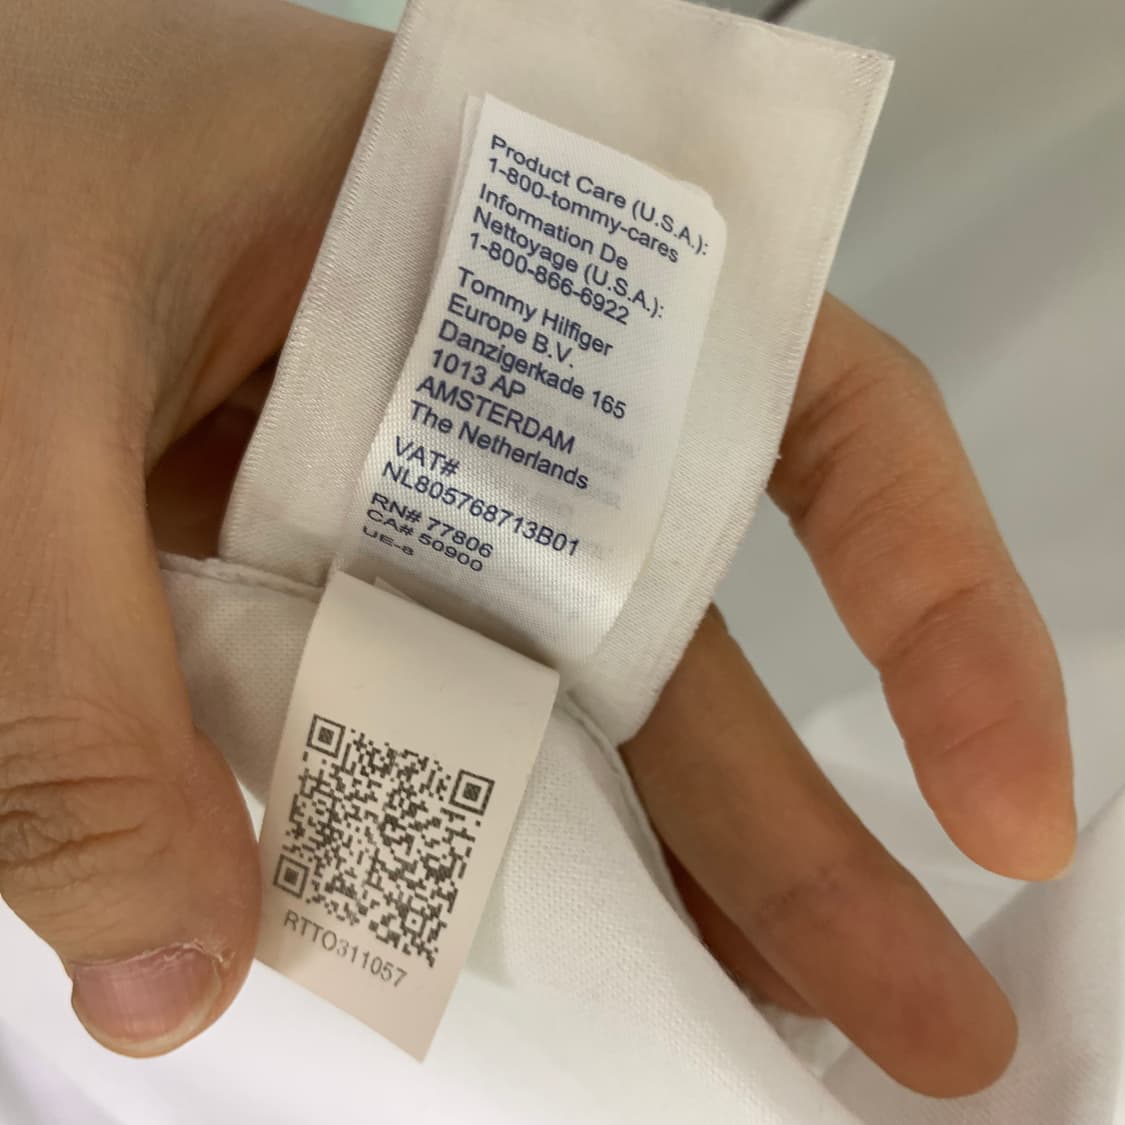 Product Care (U.S.A.):
1-800-tommy-cares
Information De
Nettoyage (U.S.A.):
1-800-866-6922
Tommy Hilfiger
Europe B.V.
Danzigerkade 165
1013 AP
AMSTERDAM
The Netherlands
VAT#
NL805768713B01
RN# 77806
CA# 50900
UE-8
RTTO311057